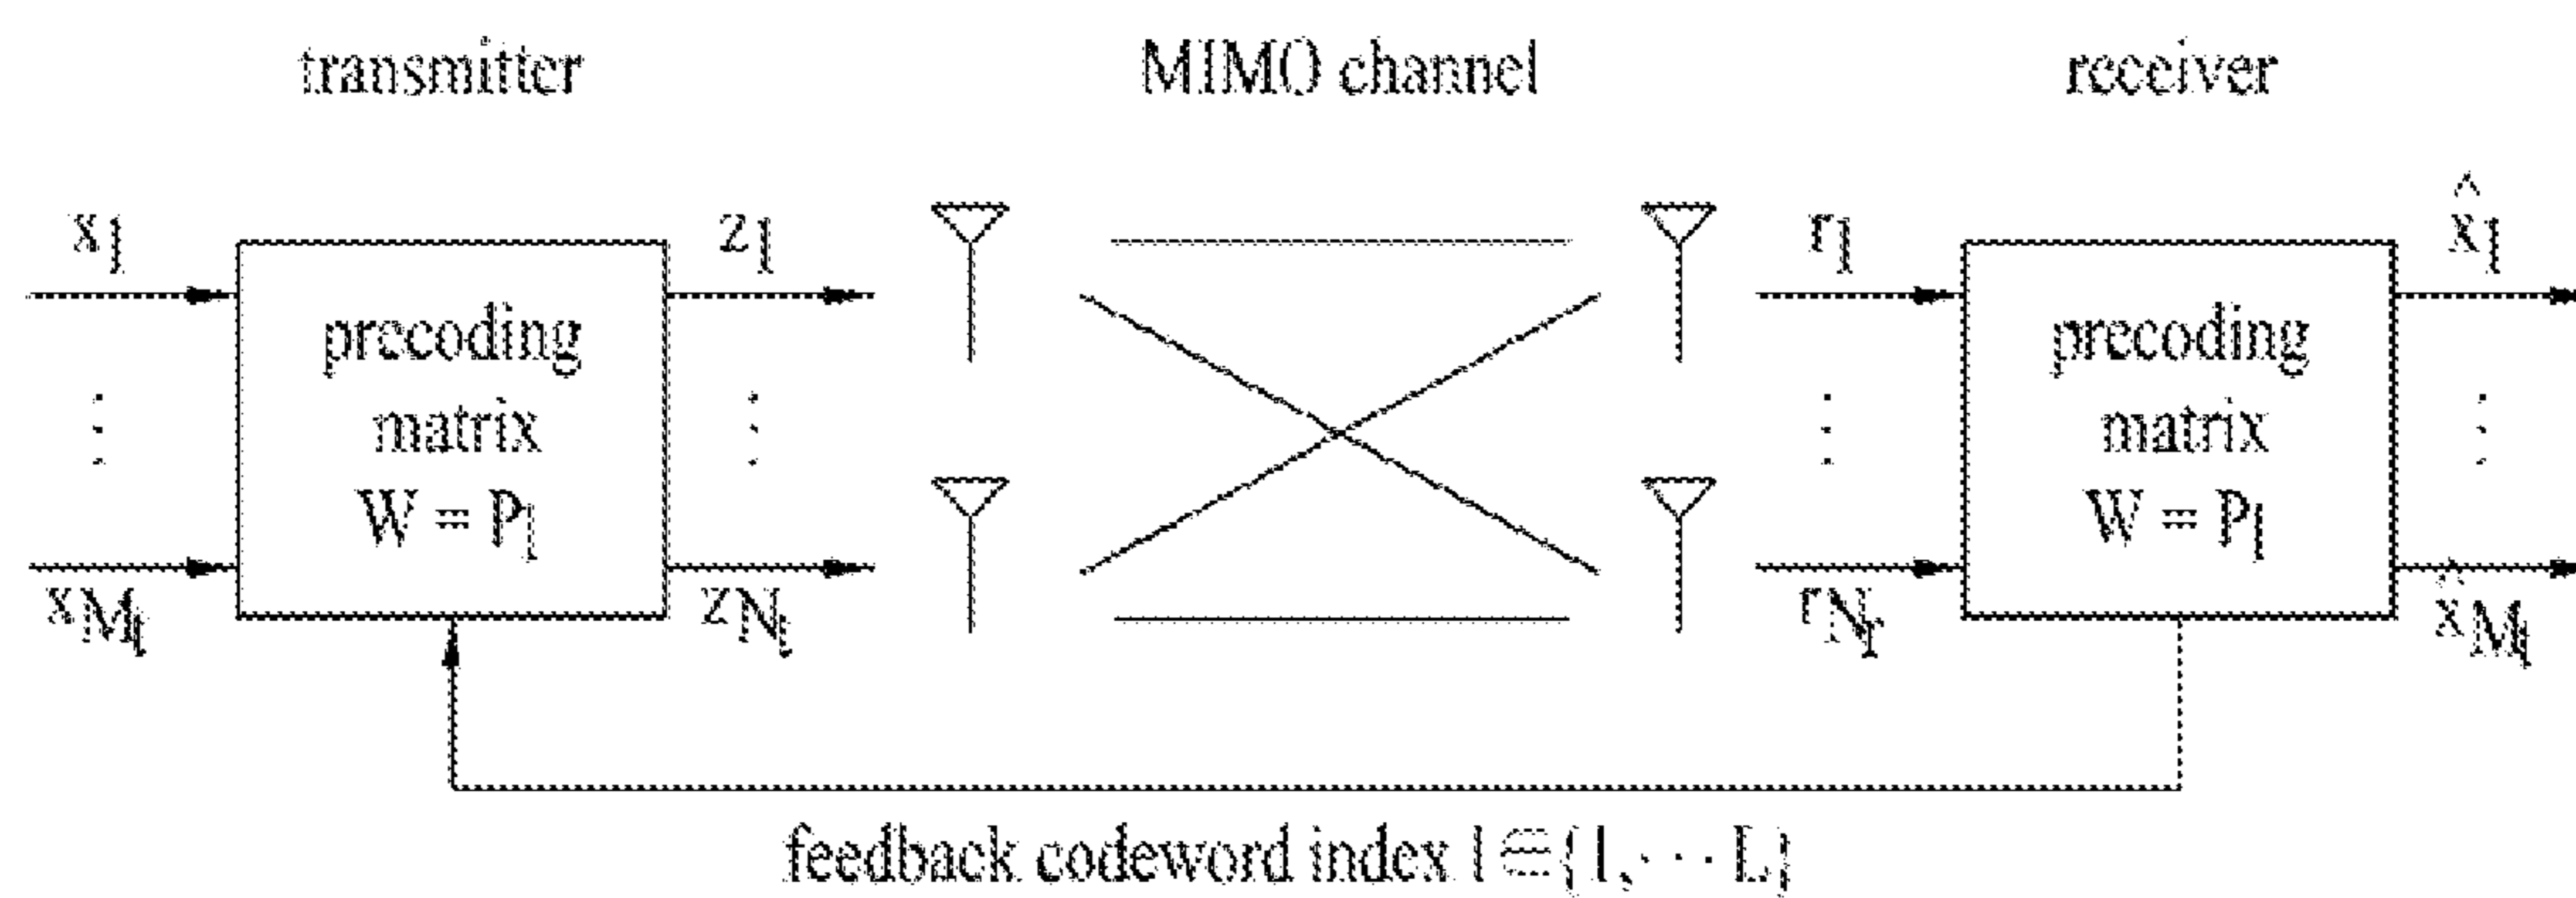 transmitter MIMO channel receiver
x1 z1 r1 x̂1
precoding matrix W = Pl
precoding matrix W = Pl
xMt zNt rNr x̂Mt
feedback codeword index l∈{1,···L}